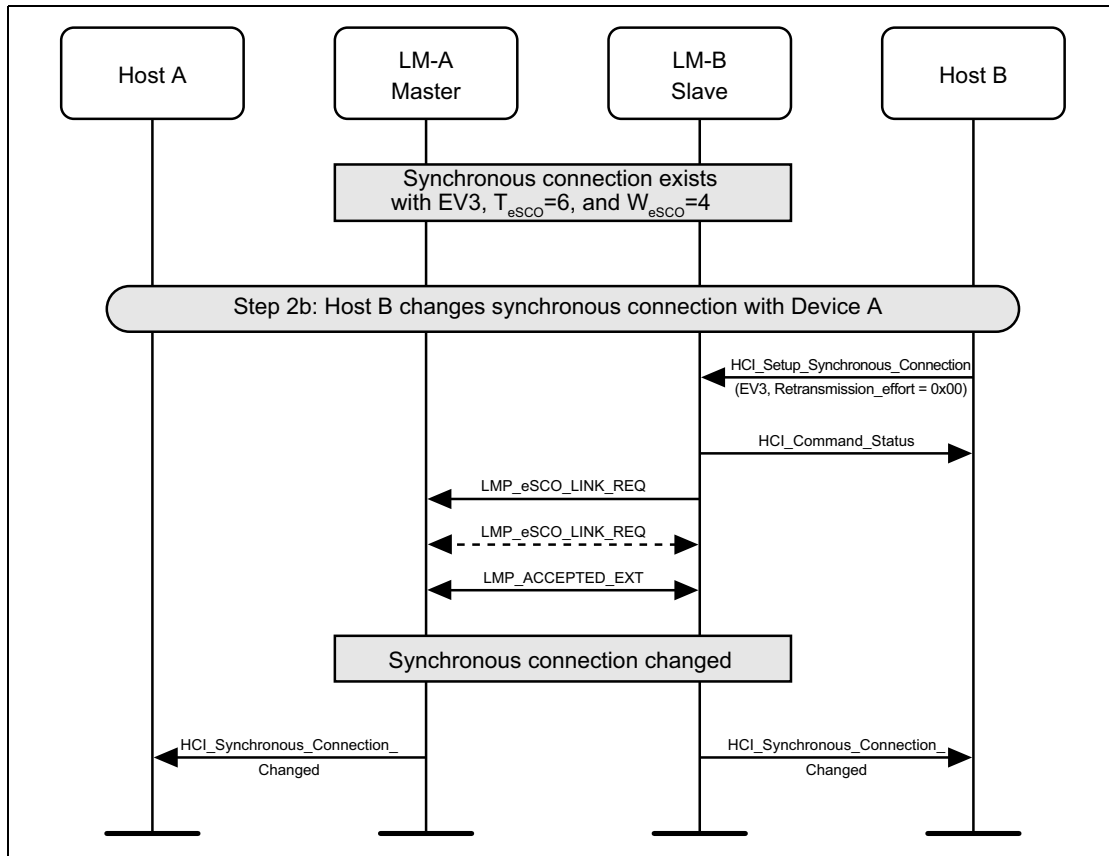 Host A
LM-A
Master
LM-B
Slave
Host B
Synchronous connection exists
with EV3, TeSCO=6, and WeSCO=4
Step 2b: Host B changes synchronous connection with Device A
HCI_Setup_Synchronous_Connection
(EV3, Retransmission_effort = 0x00)
HCI_Command_Status
LMP_eSCO_LINK_REQ
LMP_eSCO_LINK_REQ
LMP_ACCEPTED_EXT
Synchronous connection changed
HCI_Synchronous_Connection_
Changed
HCI_Synchronous_Connection_
Changed